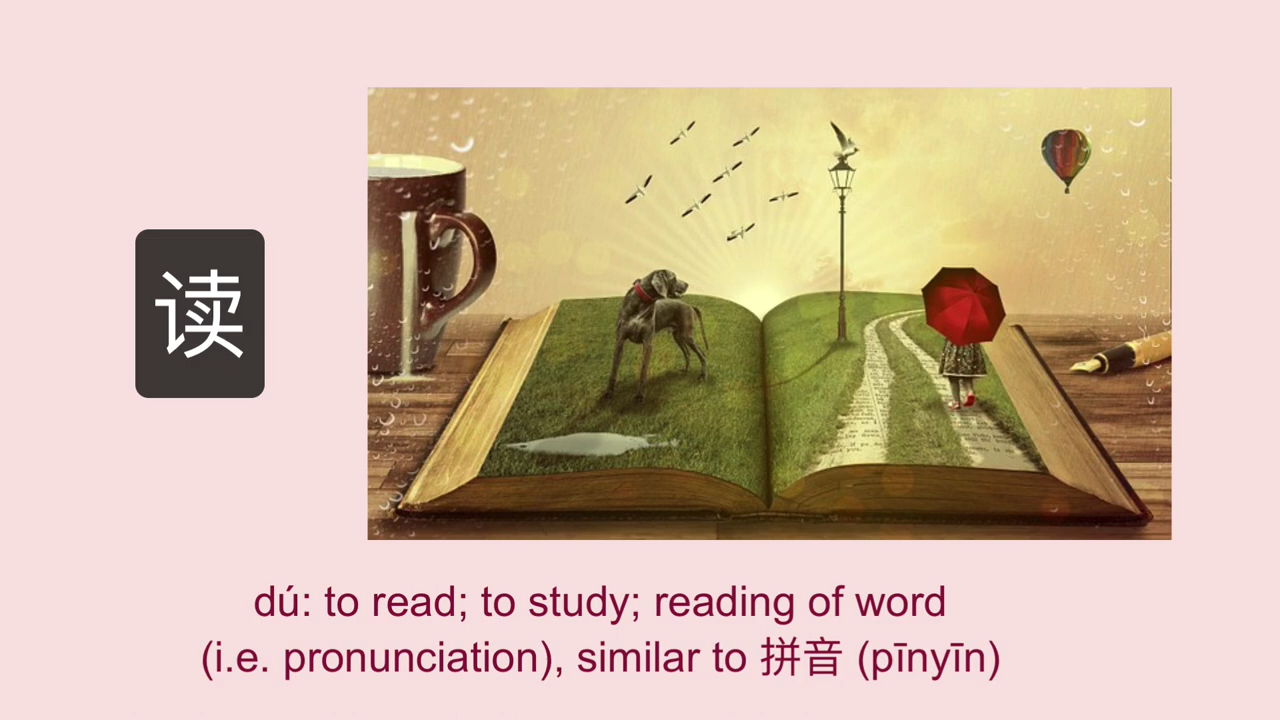 读
dú: to read; to study; reading of word
(i.e. pronunciation), similar to 拼音 (pīnyīn)